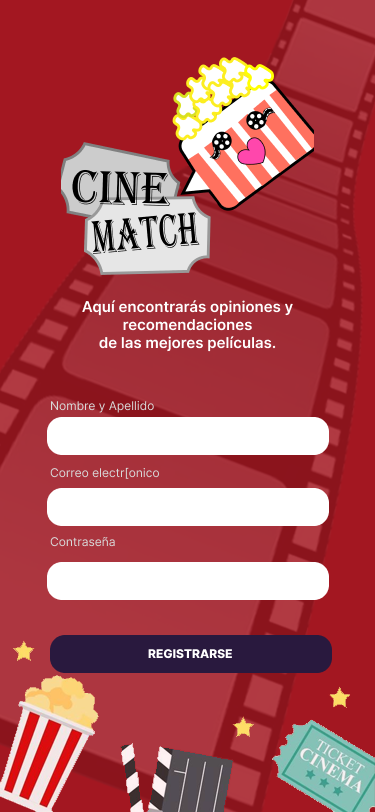 CINE
MATCH
Aquí encontrarás opiniones y
recomendaciones
de las mejores películas.
Nombre y Apellido
Correo electr[onico
Contraseña
REGISTRARSE
TICKET
CINEMA